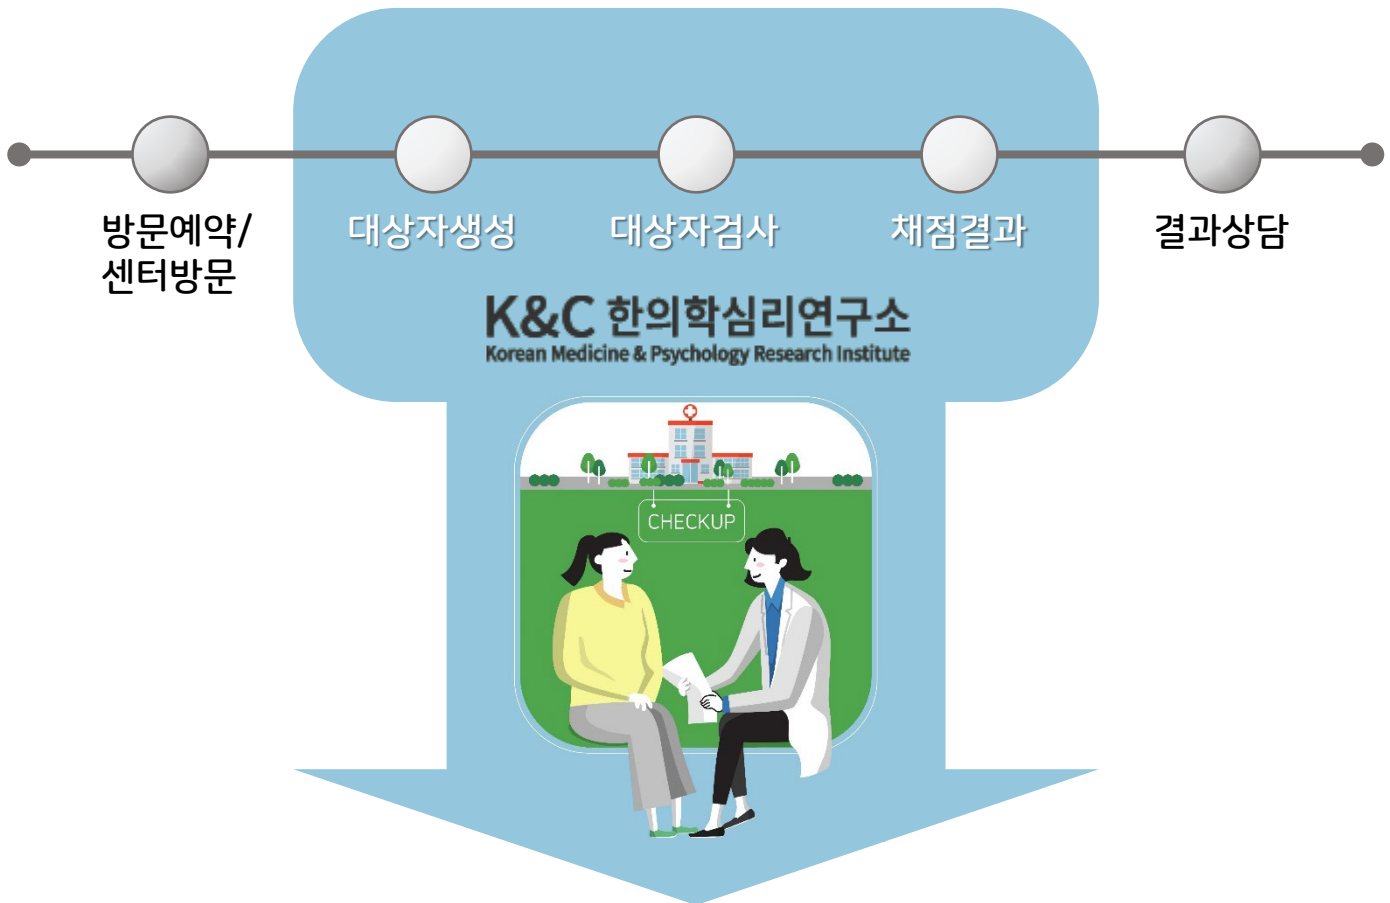 방문예약/
센터방문
대상자생성
대상자검사
채점결과
결과상담
K&C 한의학심리연구소
Korean Medicine & Psychology Research Institute
CHECKUP